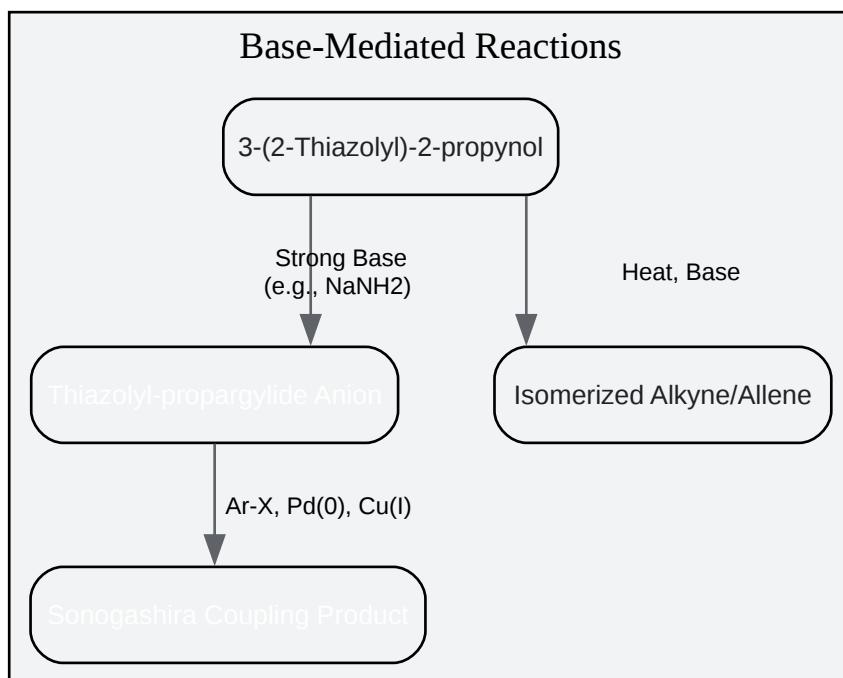 Base-Mediated Reactions
3-(2-Thiazolyl)-2-propynol
Strong Base
(e.g., NaNH2)
Heat, Base
Thiazolyl-propargylide Anion
Isomerized Alkyne/Allene
Ar-X, Pd(0), Cu(I)
Sonogashira Coupling Product